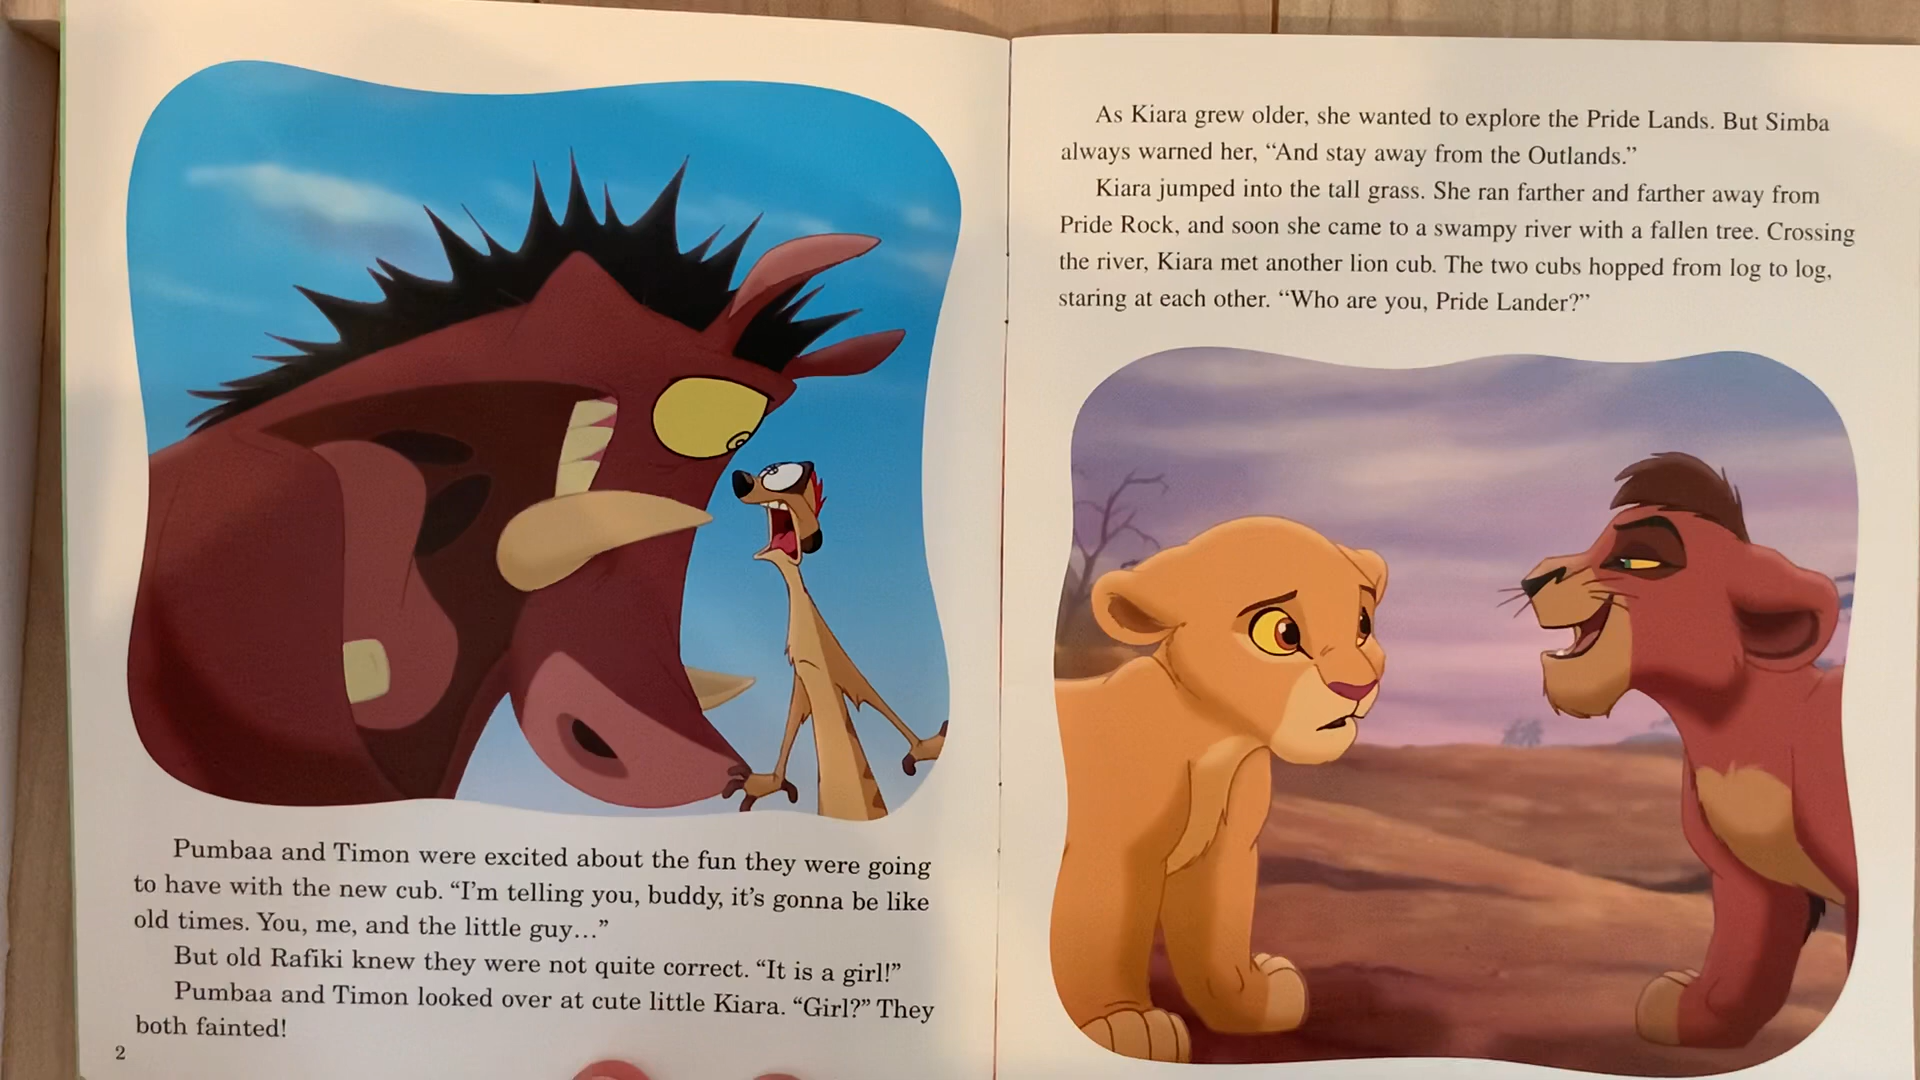 Pumbaa and Timon were excited about the fun they were going
to have with the new cub. “I’m telling you, buddy, it’s gonna be like
old times. You, me, and the little guy…”
But old Rafiki knew they were not quite correct. “It is a girl!”
Pumbaa and Timon looked over at cute little Kiara. “Girl?” They
both fainted!
2
As Kiara grew older, she wanted to explore the Pride Lands. But Simba
always warned her, “And stay away from the Outlands.”
Kiara jumped into the tall grass. She ran farther and farther away from
Pride Rock, and soon she came to a swampy river with a fallen tree. Crossing
the river, Kiara met another lion cub. The two cubs hopped from log to log,
staring at each other. “Who are you, Pride Lander?”